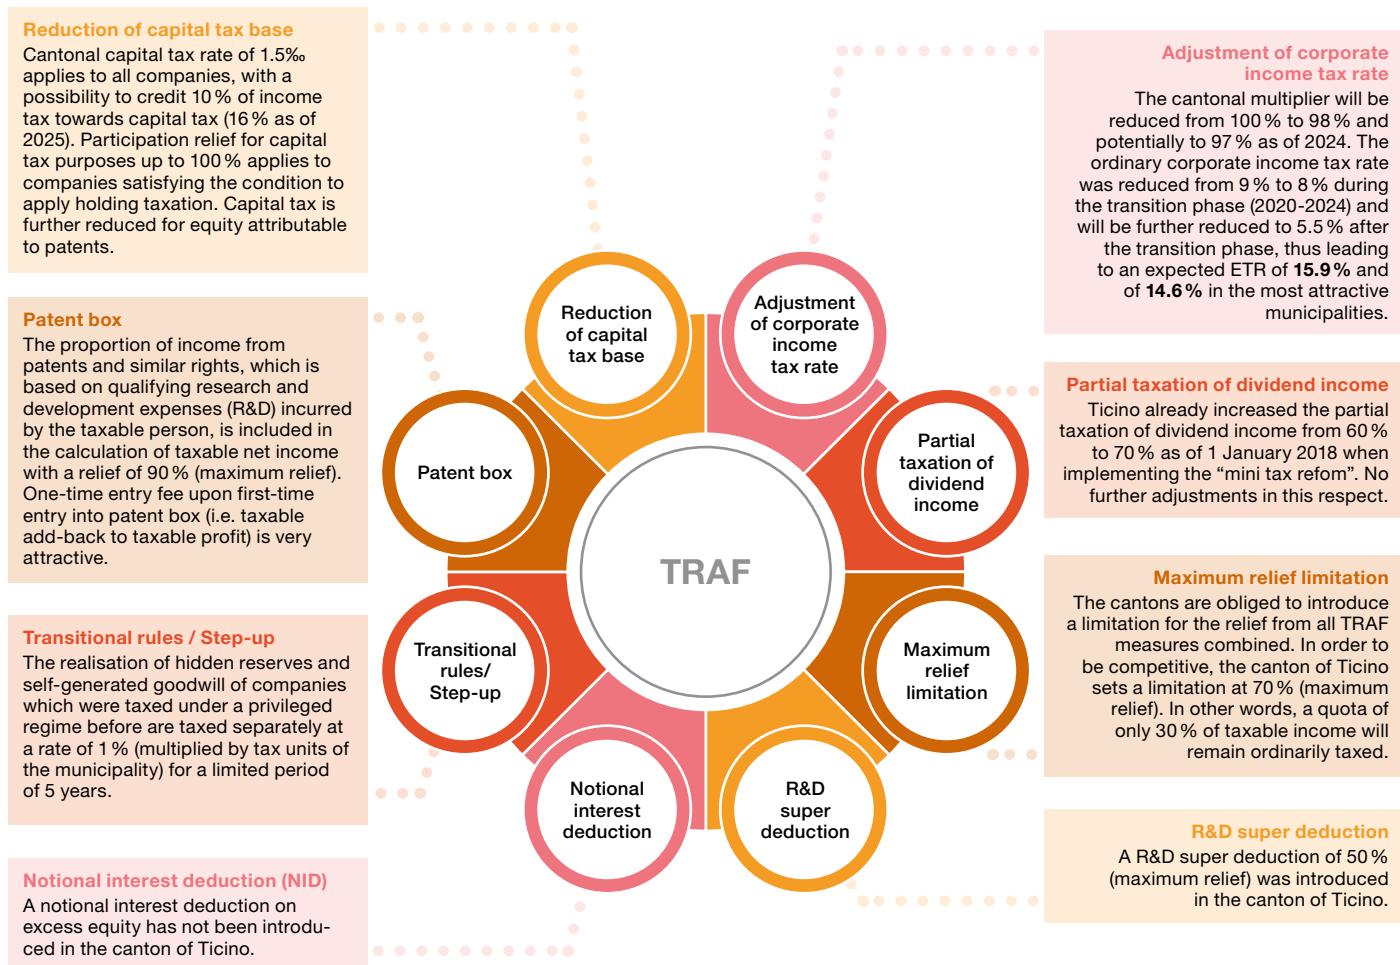 Reduction of capital tax base
Cantonal capital tax rate of 1.5‰
applies to all companies, with a
possibility to credit 10 % of income
tax towards capital tax (16 % as of
2025). Participation relief for capital
tax purposes up to 100 % applies to
companies satisfying the condition to
apply holding taxation. Capital tax is
further reduced for equity attributable
to patents.
Patent box
The proportion of income from
patents and similar rights, which is
based on qualifying research and
development expenses (R&D) incurred
by the taxable person, is included in
the calculation of taxable net income
with a relief of 90 % (maximum relief).
One-time entry fee upon first-time
entry into patent box (i.e. taxable
add-back to taxable profit) is very
attractive.
Transitional rules / Step-up
The realisation of hidden reserves and
self-generated goodwill of companies
which were taxed under a privileged
regime before are taxed separately at
a rate of 1 % (multiplied by tax units of
the municipality) for a limited period
of 5 years.
Notional interest deduction (NID)
A notional interest deduction on
excess equity has not been introdu-
ced in the canton of Ticino.
Reduction
of capital
tax base
Adjustment
of corporate
income
tax rate
Patent box
Partial
taxation of
dividend
income
TRAF
Transitional
rules/
Step-up
Maximum
relief
limitation
Notional
interest
deduction
R&D
super
deduction
Adjustment of corporate
income tax rate
The cantonal multiplier will be
reduced from 100 % to 98 % and
potentially to 97 % as of 2024. The
ordinary corporate income tax rate
was reduced from 9 % to 8 % during
the transition phase (2020-2024) and
will be further reduced to 5.5 % after
the transition phase, thus leading
to an expected ETR of 15.9 % and
of 14.6 % in the most attractive
municipalities.
Partial taxation of dividend income
Ticino already increased the partial
taxation of dividend income from 60 %
to 70 % as of 1 January 2018 when
implementing the “mini tax refom”. No
further adjustments in this respect.
Maximum relief limitation
The cantons are obliged to introduce
a limitation for the relief from all TRAF
measures combined. In order to
be competitive, the canton of Ticino
sets a limitation at 70 % (maximum
relief). In other words, a quota of
only 30 % of taxable income will
remain ordinarily taxed.
R&D super deduction
A R&D super deduction of 50 %
(maximum relief) was introduced
in the canton of Ticino.